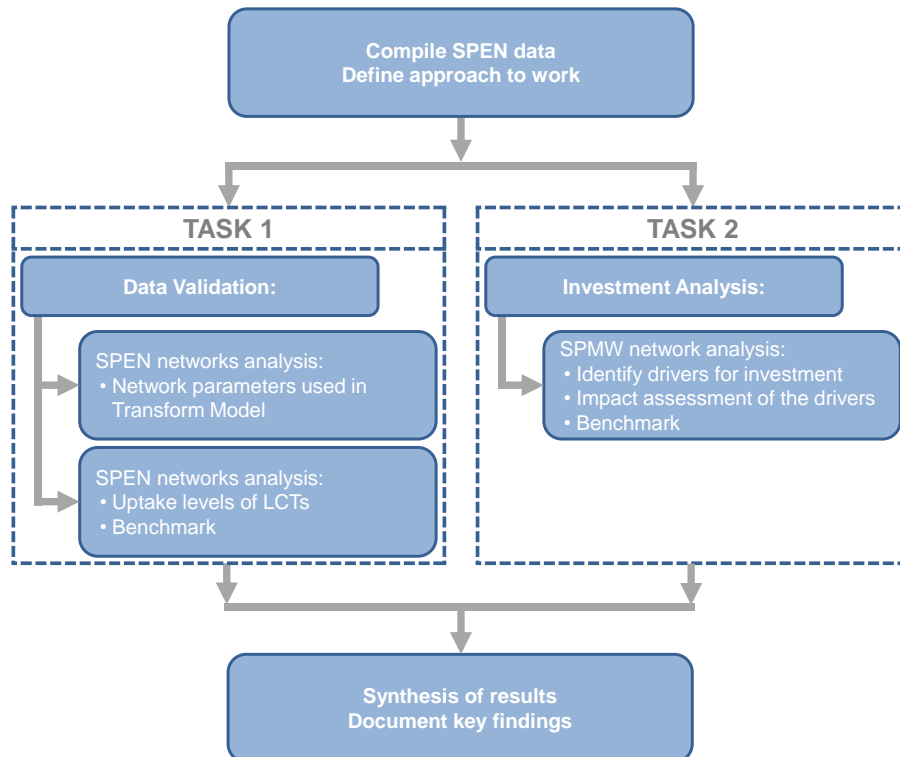 Compile SPEN data
Define approach to work
TASK 1
Data Validation:
SPEN networks analysis:
• Network parameters used in
Transform Model
SPEN networks analysis:
• Uptake levels of LCTs
• Benchmark
TASK 2
Investment Analysis:
SPMW network analysis:
• Identify drivers for investment
• Impact assessment of the drivers
• Benchmark
Synthesis of results
Document key findings